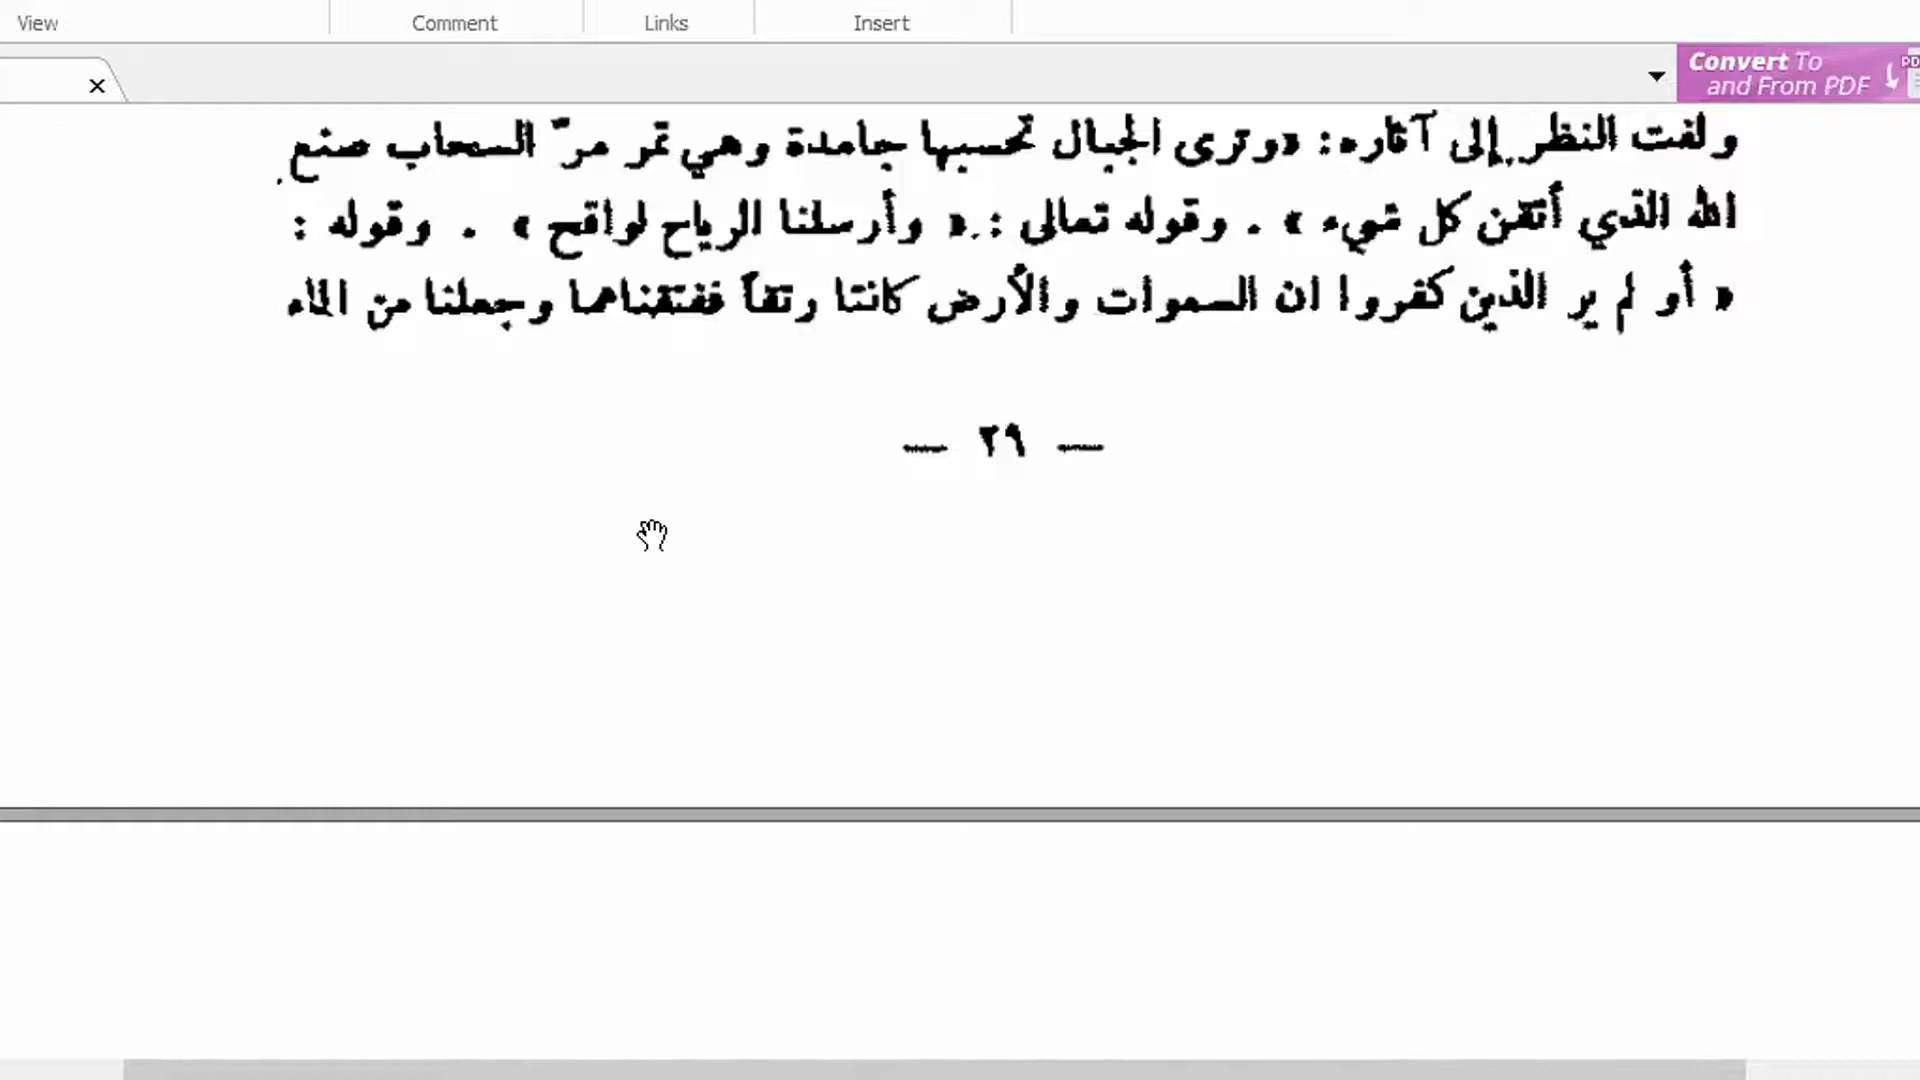 View Comment Links Insert
Convert To
and From PDF
ولفت النظر إلى آثاره: «وترى الجبال تحسبها جامدة وهي تمر مرّ السحاب صنع
الله الذي أتقن كل شيء » . وقوله تعالى : « وأرسلنا الرياح لواقح » . وقوله :
« أو لم ير الذين كفروا ان السموات والأرض كانتا رتقاً ففتقناهما وجعلنا من الماء
— ٢٩ —